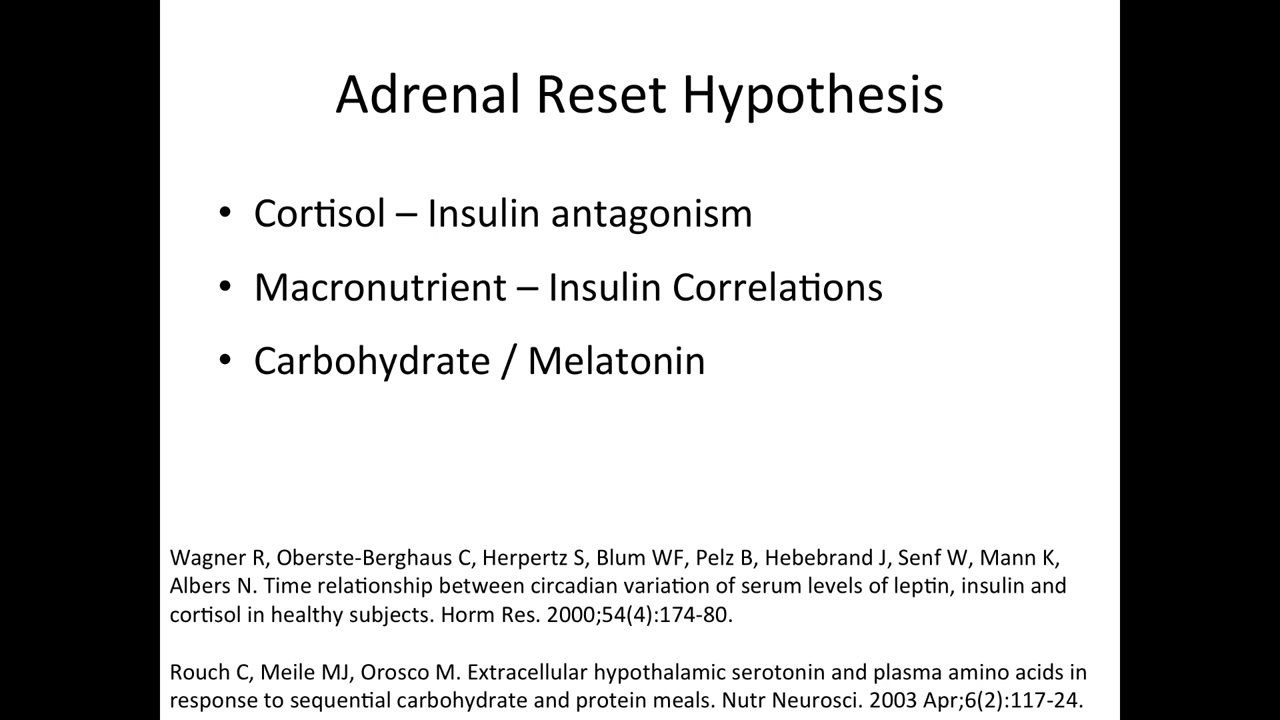 Adrenal Reset Hypothesis
• Cortisol – Insulin antagonism
• Macronutrient – Insulin Correlations
• Carbohydrate / Melatonin
Wagner R, Oberste-Berghaus C, Herpertz S, Blum WF, Pelz B, Hebebrand J, Senf W, Mann K,
Albers N. Time relationship between circadian variation of serum levels of leptin, insulin and
cortisol in healthy subjects. Horm Res. 2000;54(4):174-80.
Rouch C, Meile MJ, Orosco M. Extracellular hypothalamic serotonin and plasma amino acids in
response to sequential carbohydrate and protein meals. Nutr Neurosci. 2003 Apr;6(2):117-24.